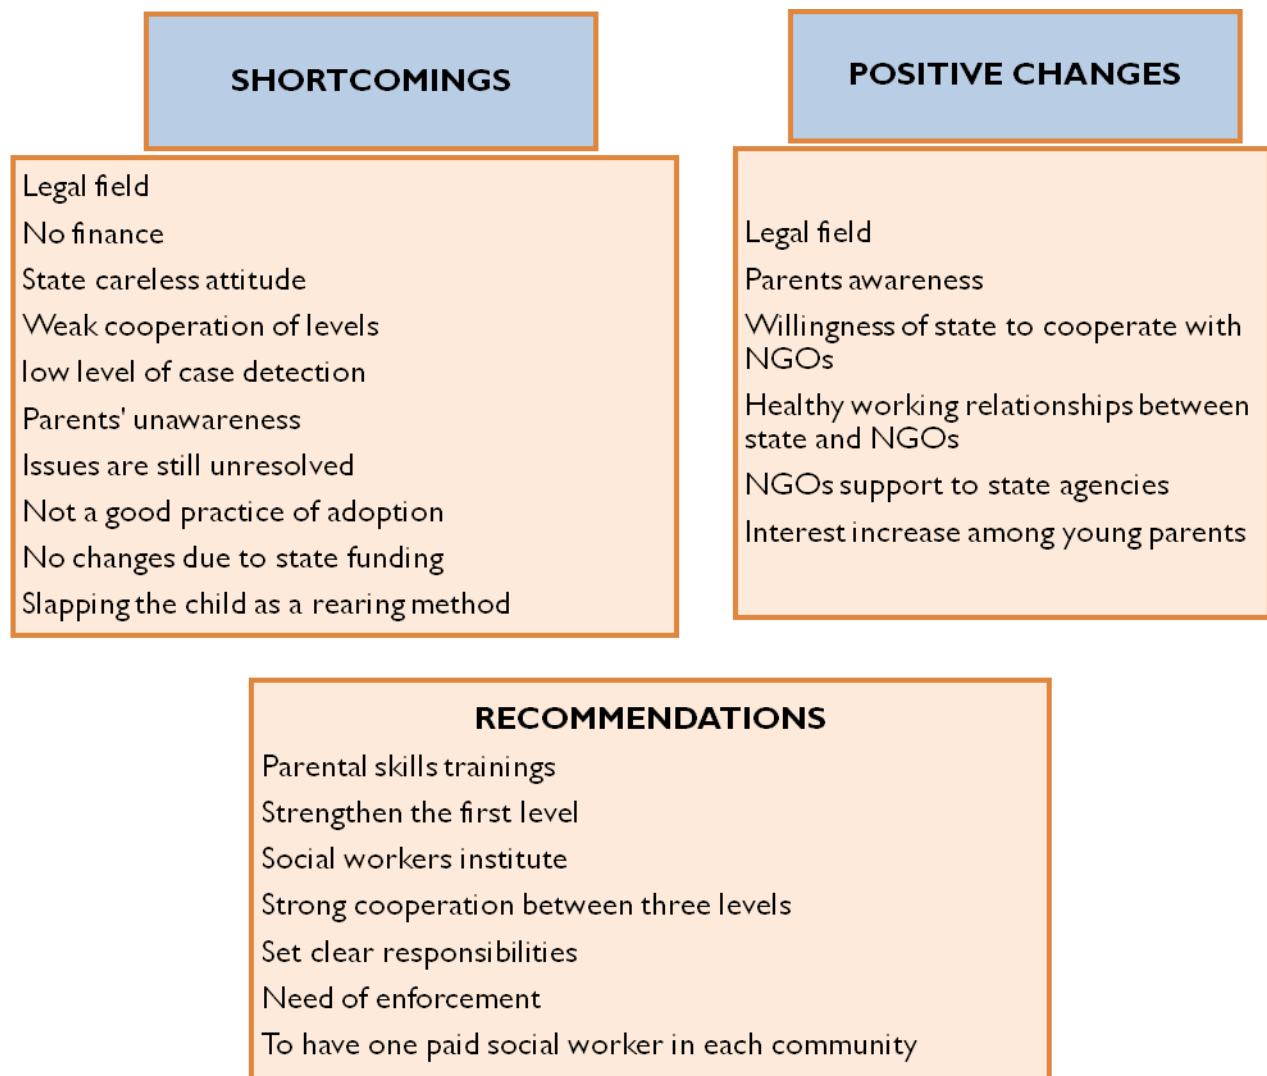 SHORTCOMINGS
Legal field
No finance
State careless attitude
Weak cooperation of levels
low level of case detection
Parents' unawareness
Issues are still unresolved
Not a good practice of adoption
No changes due to state funding
Slapping the child as a rearing method
POSITIVE CHANGES
Legal field
Parents awareness
Willingness of state to cooperate with
NGOs
Healthy working relationships between
state and NGOs
NGOs support to state agencies
Interest increase among young parents
RECOMMENDATIONS
Parental skills trainings
Strengthen the first level
Social workers institute
Strong cooperation between three levels
Set clear responsibilities
Need of enforcement
To have one paid social worker in each community